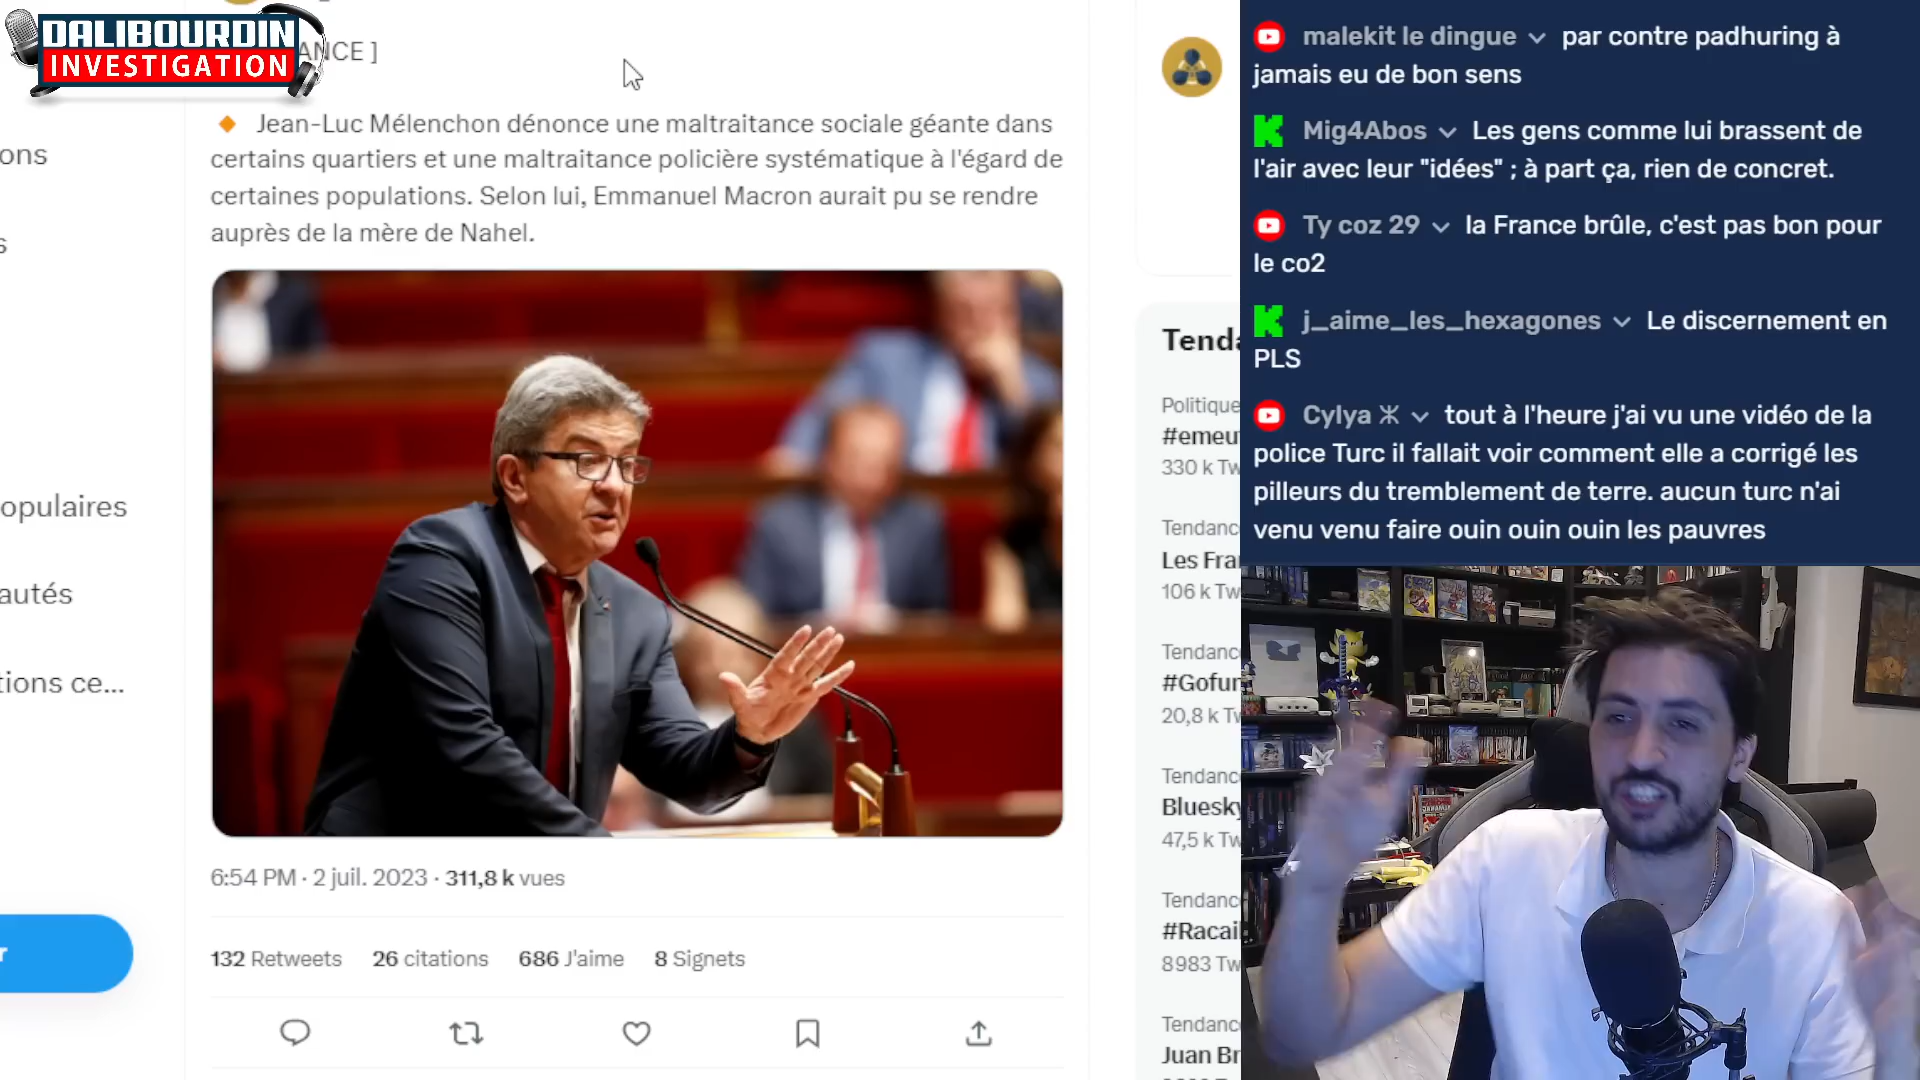 DALIBOURDIN
INVESTIGATION
ANCE ]
Jean-Luc Mélenchon dénonce une maltraitance sociale géante dans
certains quartiers et une maltraitance policière systématique à l'égard de
certaines populations. Selon lui, Emmanuel Macron aurait pu se rendre
auprès de la mère de Nahel.
6:54 PM · 2 juil. 2023 · 311,8 k vues
132 Retweets 26 citations 686 J'aime 8 Signets
ons
s
opulaires
autés
tions ce...
r
Tend
Politique
#emeu
330 k Tw
Tendanc
Les Fra
106 k Tw
Tendanc
#Gofu
20,8 k Tw
Tendanc
Bluesky
47,5 k Tw
Tendanc
#Racai
8983 Tw
Tendanc
Juan Br
malekit le dingue par contre padhuring à
jamais eu de bon sens
Mig4Abos Les gens comme lui brassent de
l'air avec leur "idées" ; à part ça, rien de concret.
Ty coz 29 la France brûle, c'est pas bon pour
le co2
j_aime_les_hexagones Le discernement en
PLS
Cylya ⵣ tout à l'heure j'ai vu une vidéo de la
police Turc il fallait voir comment elle a corrigé les
pilleurs du tremblement de terre. aucun turc n'ai
venu venu faire ouin ouin ouin les pauvres